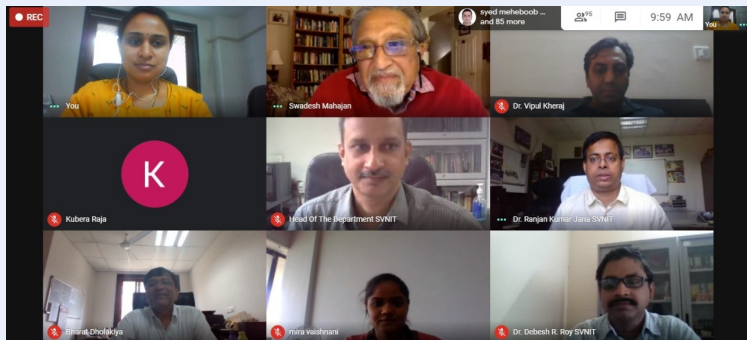 REC
syed meheboob ...
and 85 more
95
9:59 AM
You
You
Swadesh Mahajan
Dr. Vipul Kheraj
K
Kubera Raja
Head Of The Department SVNIT
Dr. Ranjan Kumar Jana SVNIT
Bharat Dholakiya
mira vaishnani
Dr. Debesh R. Roy SVNIT